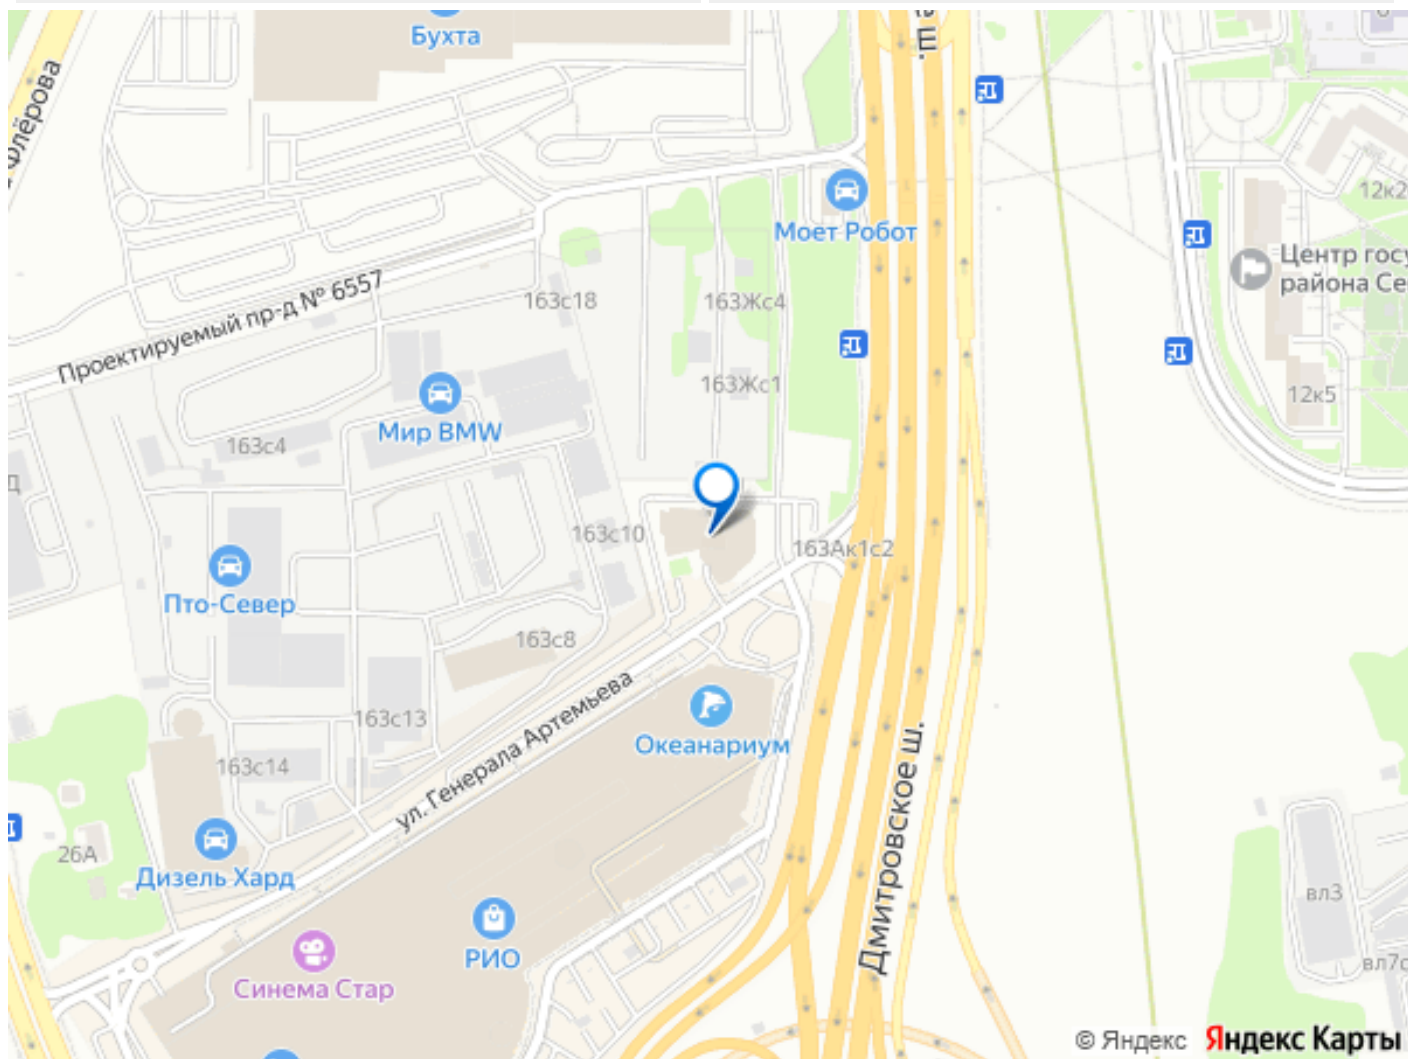 Бухта
Ш.
Флёрова
Моет Робот
12к2
Центр госу
района Се
Проектируемый пр-д № 6557
163с18
163Жс4
163Жс1
12к5
Мир BMW
163с4
163с10
163Ак1с2
Пто-Север
163с8
ул. Генерала Артемьева
Океанариум
163с13
163с14
Дмитровское ш.
26А
Дизель Хард
вл3
РИО
Синема Стар
вл7с
© Яндекс Яндекс Карты